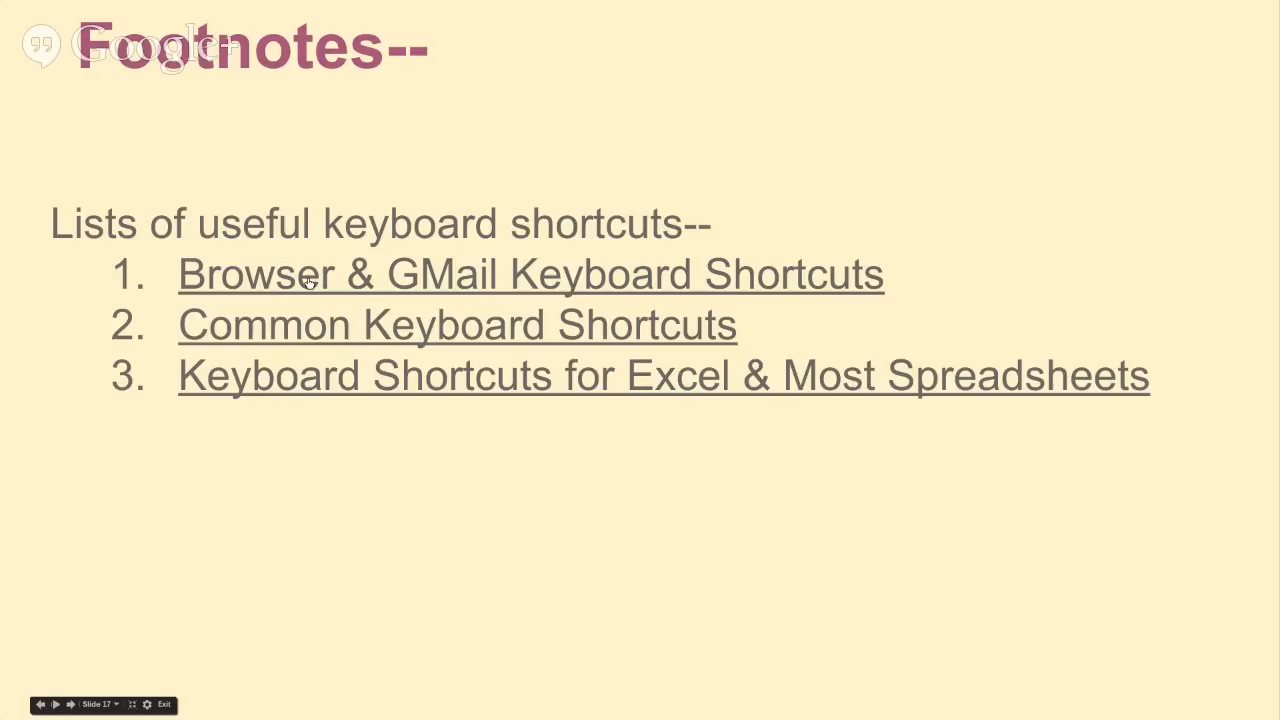 Google+
Footnotes--
Lists of useful keyboard shortcuts--
1. Browser & GMail Keyboard Shortcuts
2. Common Keyboard Shortcuts
3. Keyboard Shortcuts for Excel & Most Spreadsheets
Slide 17 Exit